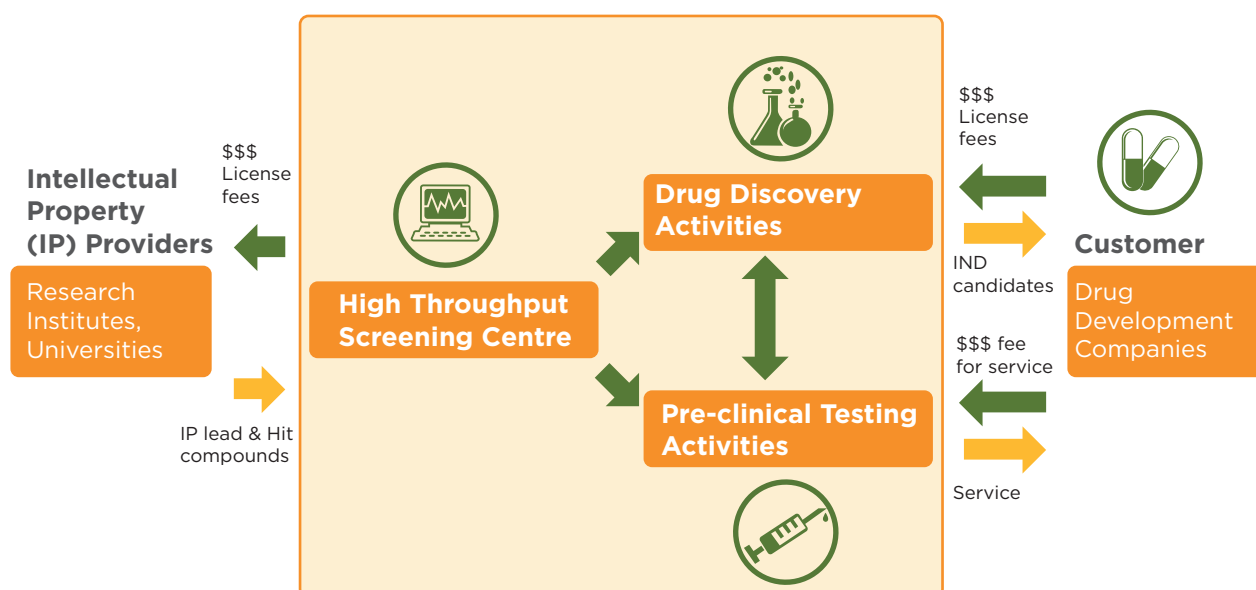 Intellectual
Property
(IP) Providers
Research
Institutes,
Universities
$$$
License
fees
IP lead & Hit
compounds
High Throughput
Screening Centre
Drug Discovery
Activities
Pre-clinical Testing
Activities
$$$
License
fees
IND
candidates
$$$ fee
for service
Service
Customer
Drug
Development
Companies